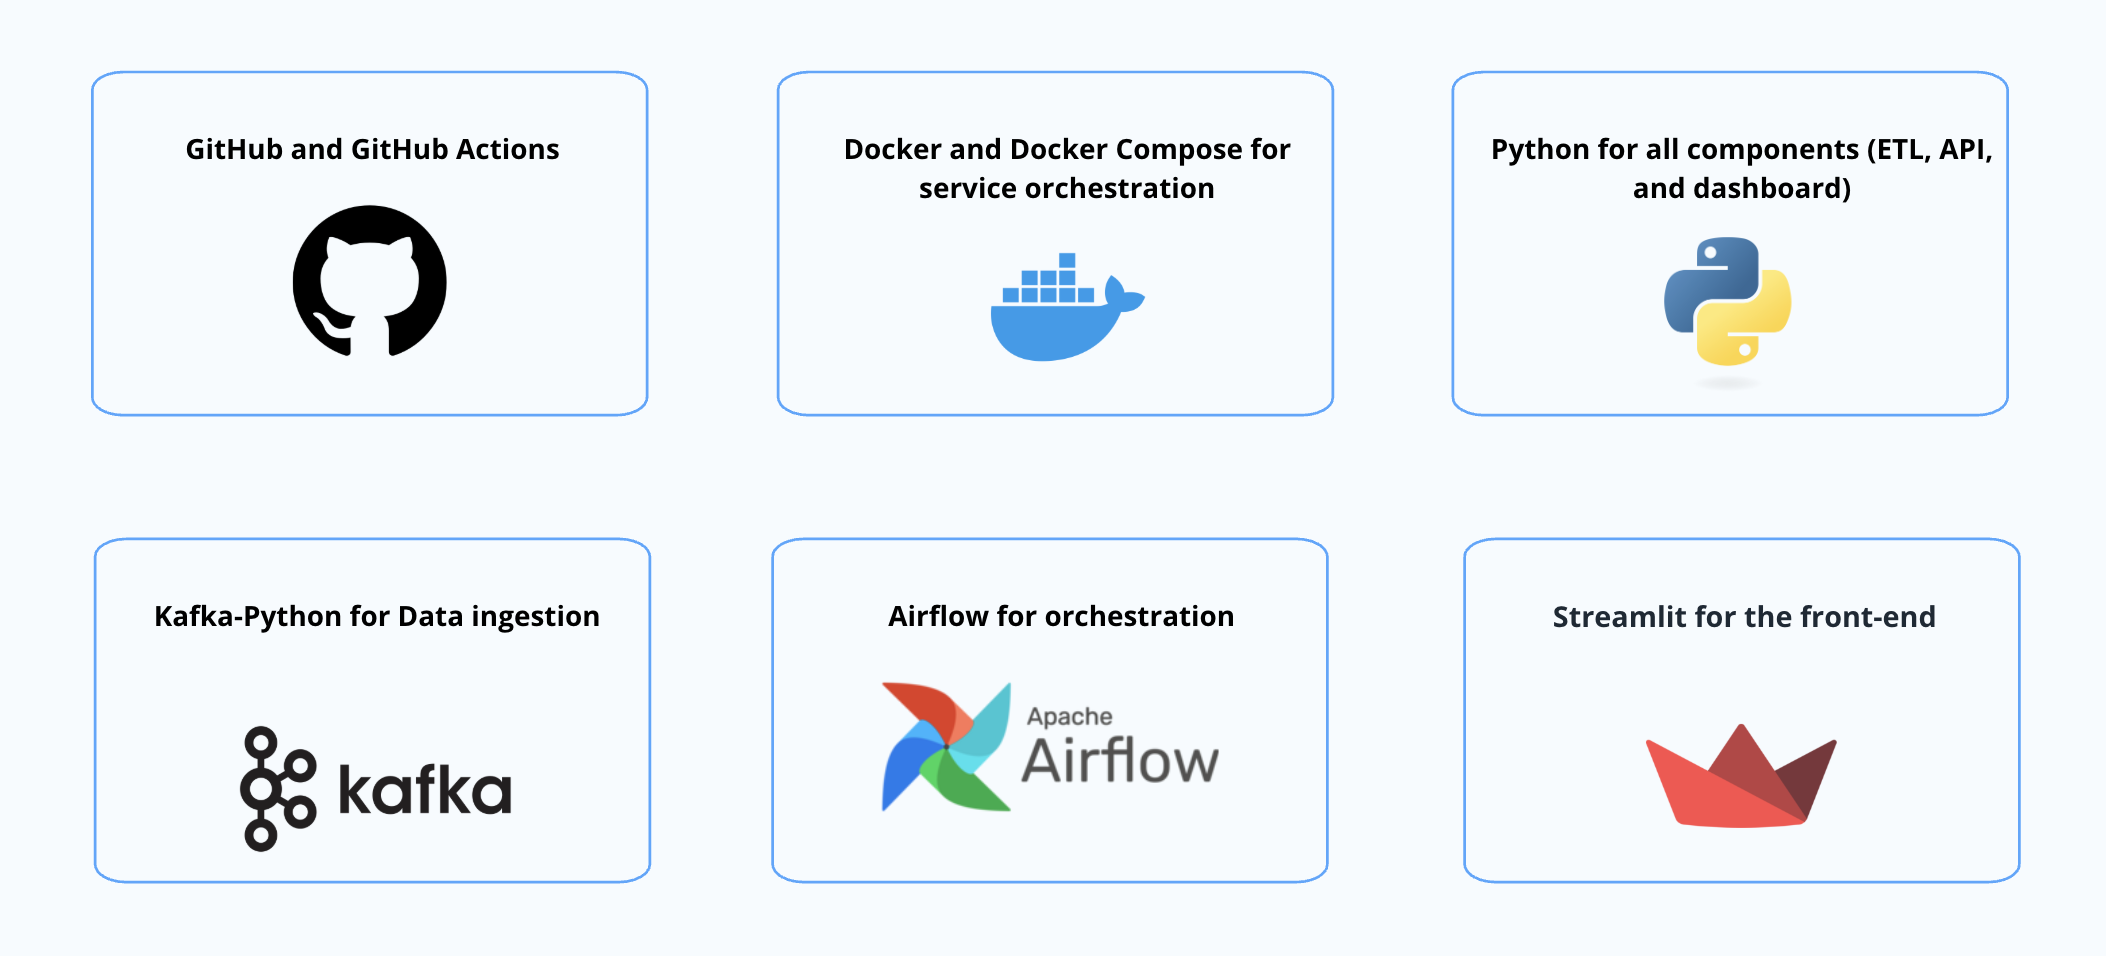 GitHub and GitHub Actions
Docker and Docker Compose for
service orchestration
Python for all components (ETL, API,
and dashboard)
Kafka-Python for Data ingestion
kafka
Airflow for orchestration
Apache
Airflow
Streamlit for the front-end